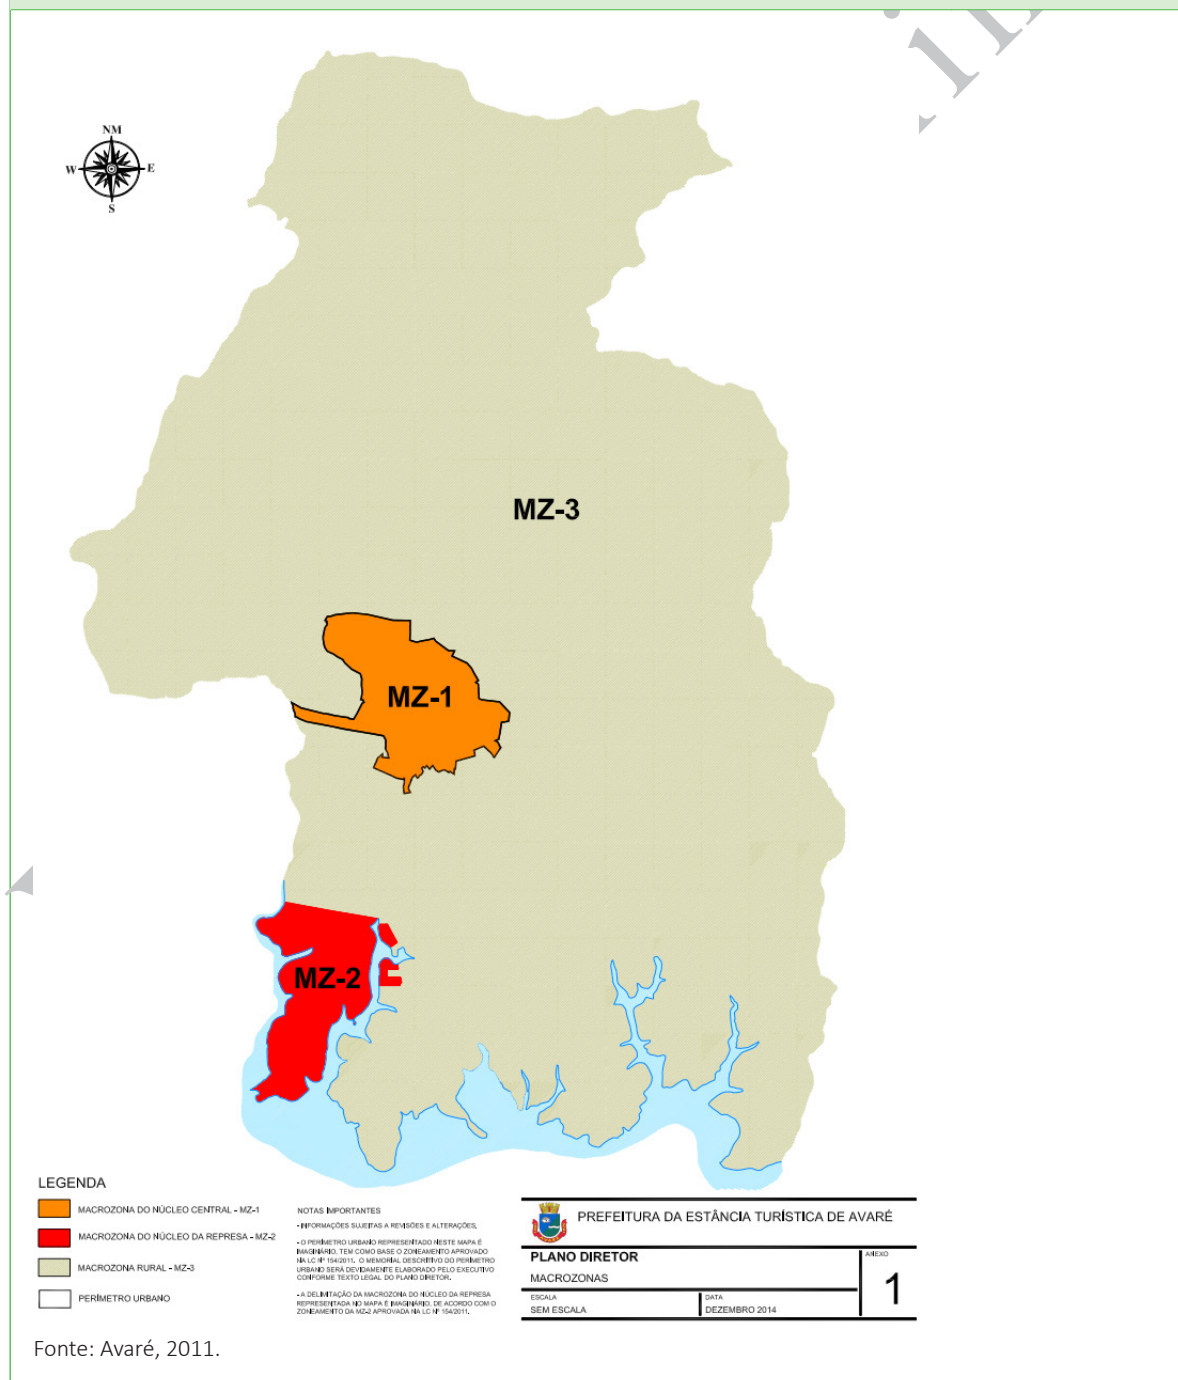 NM
W
E
S
MZ-3
MZ-1
MZ-2
LEGENDA
MACROZONA DO NÚCLEO CENTRAL - MZ-1
MACROZONA DO NÚCLEO DA REPRESA - MZ-2
MACROZONA RURAL - MZ-3
PERÍMETRO URBANO
NOTAS IMPORTANTES
- INFORMAÇÕES SUJEITAS A REVISÕES E ALTERAÇÕES,
- O PERÍMETRO URBANO REPRESENTADO NESTE MAPA É
IMAGINÁRIO, TEM COMO BASE O ZONEAMENTO APROVADO
NA LC Nº 154/2011. O MEMORIAL DESCRITIVO DO PERÍMETRO
URBANO SERÁ DEVIDAMENTE ELABORADO PELO EXECUTIVO
CONFORME TEXTO LEGAL DO PLANO DIRETOR.
- A DELIMITAÇÃO DA MACROZONA DO NÚCLEO DA REPRESA
REPRESENTADA NO MAPA É IMAGINÁRIO, DE ACORDO COM O
ZONEAMENTO DA MZ-2 APROVADA NA LC Nº 154/2011.
PREFEITURA DA ESTÂNCIA TURÍSTICA DE AVARÉ
PLANO DIRETOR
MACROZONAS
ANEXO
1
ESCALA
SEM ESCALA
DATA
DEZEMBRO 2014
Fonte: Avaré, 2011.